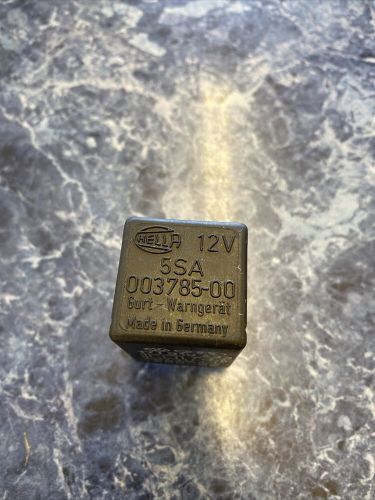 HELLA 12V
5SA
003785-00
Gurt - Warngerät
Made in Germany